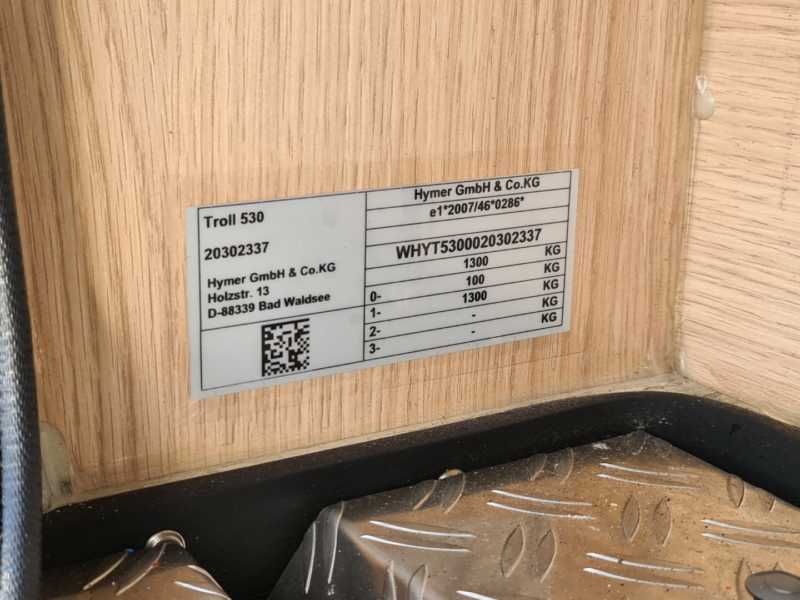 Troll 530
20302337
Hymer GmbH & Co.KG
Holzstr. 13
D-88339 Bad Waldsee
Hymer GmbH & Co.KG
e1*2007/46*0286*
WHYT5300020302337
1300 KG
0- 100 KG
1- 1300 KG
2- - KG
3- -